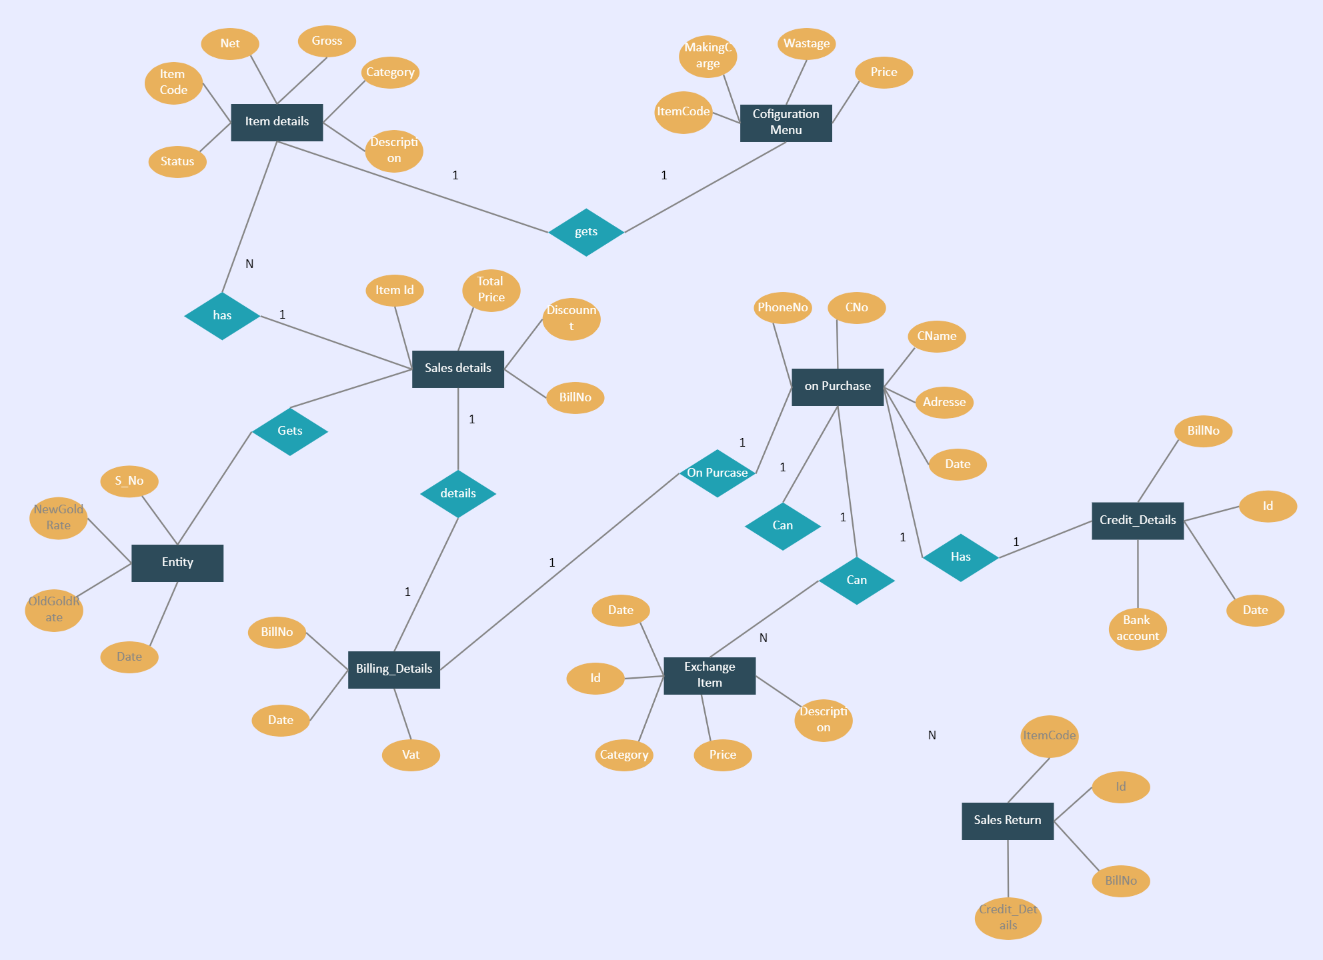 Net
Gross
Category
Item
Code
Item details
Status
Descripti
on
MakingC
arge
Wastage
Price
ItemCode
Cofiguration
Menu
1
1
gets
N
has
1
Item Id
Total
Price
Discounn
t
Sales details
BillNo
Gets
1
details
1
PhoneNo
CNo
CName
on Purchase
Adresse
Date
1
On Purcase
1
1
Can
1
Can
1
Has
1
BillNo
Credit_Details
Id
Bank
account
Date
S_No
NewGold
Rate
Entity
OldGoldR
ate
Date
BillNo
Billing_Details
Date
Vat
Date
N
Id
Exchange
Item
Category
Price
Descripti
on
N
ItemCode
Id
Sales Return
BillNo
Credit_Det
ails